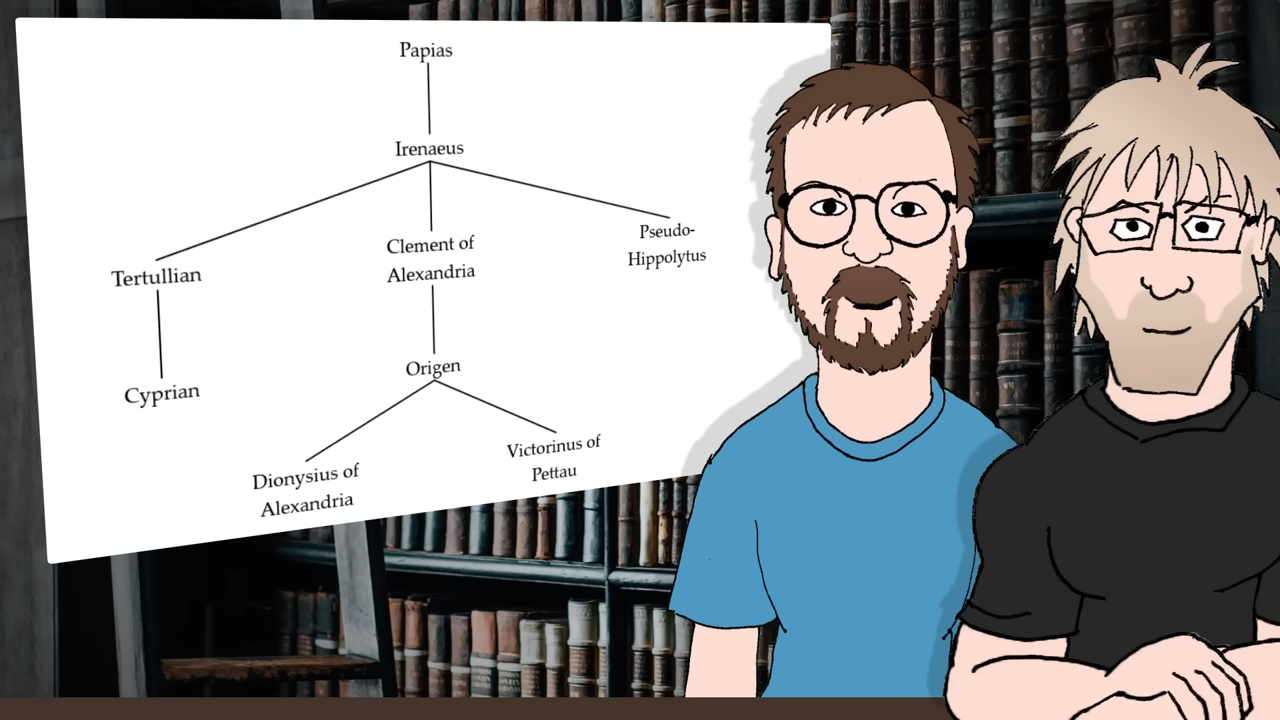 Papias
Irenaeus
Tertullian
Clement of
Alexandria
Pseudo-
Hippolytus
Cyprian
Origen
Dionysius of
Alexandria
Victorinus of
Pettau